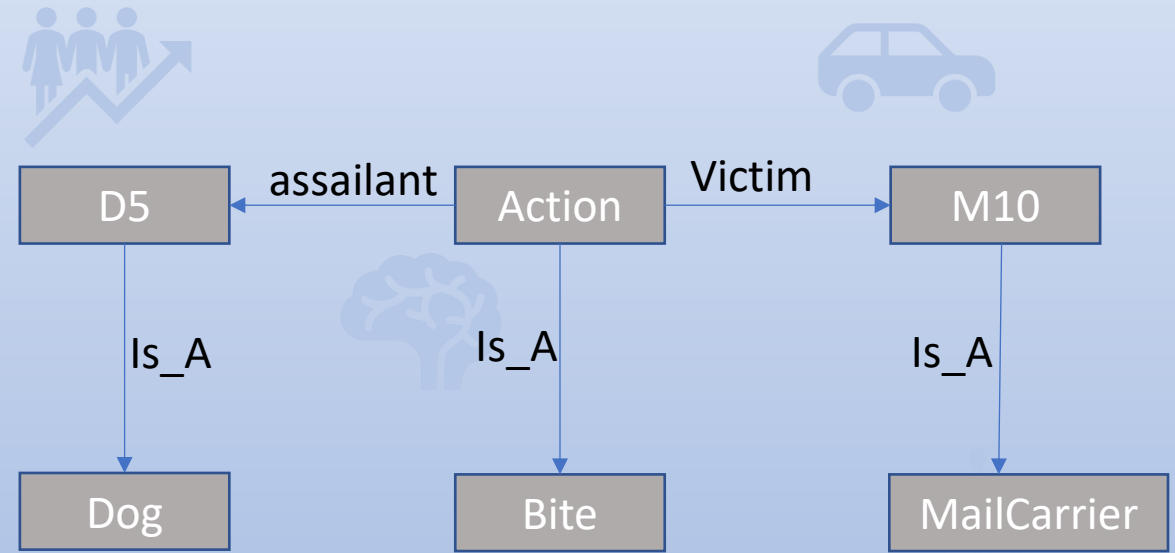 assailant
Victim
D5
Action
M10
Is_A
Is_A
Is_A
Dog
Bite
MailCarrier